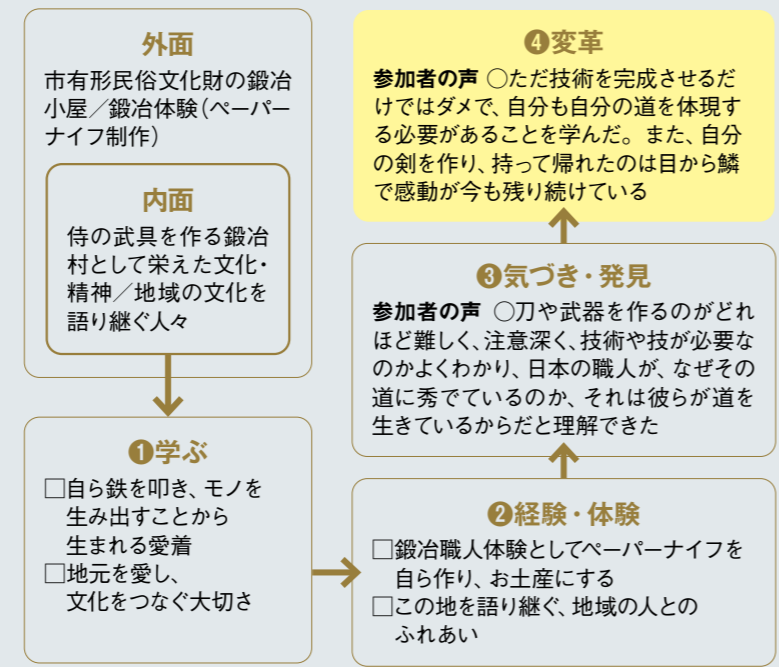 外面
市有形民俗文化財の鍛冶
小屋／鍛冶体験（ペーパー
ナイフ制作）
内面
侍の武具を作る鍛冶
村として栄えた文化・
精神／地域の文化を
語り継ぐ人々
❶学ぶ
□自ら鉄を叩き、モノを
生み出すことから
生まれる愛着
□地元を愛し、
文化をつなぐ大切さ
❷経験・体験
□鍛冶職人体験としてペーパーナイフを
自ら作り、お土産にする
□この地を語り継ぐ、地域の人との
ふれあい
❸気づき・発見
参加者の声 ○刀や武器を作るのがどれ
ほど難しく、注意深く、技術や技が必要な
のかよくわかり、日本の職人が、なぜその
道に秀でているのか、それは彼らが道を
生きているからだと理解できた
❹変革
参加者の声 ○ただ技術を完成させるだ
けではダメで、自分も自分の道を体現す
る必要があることを学んだ。また、自分
の剣を作り、持って帰れたのは目から鱗
で感動が今も残り続けている